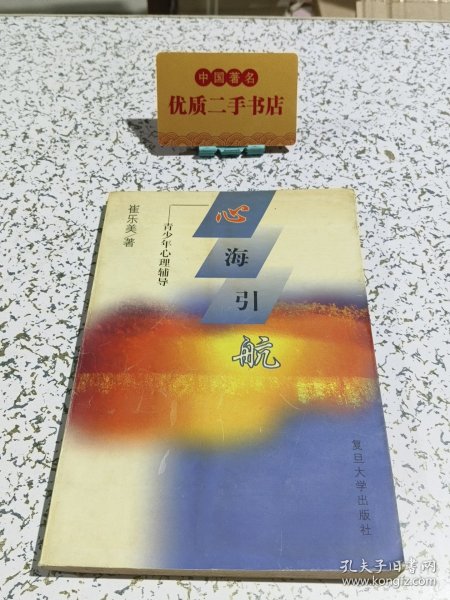 中国著名
优质二手书店
心海引航
——青少年心理辅导
崔乐美/著
复旦大学出版社
孔夫子旧书网
www.kongfz.com